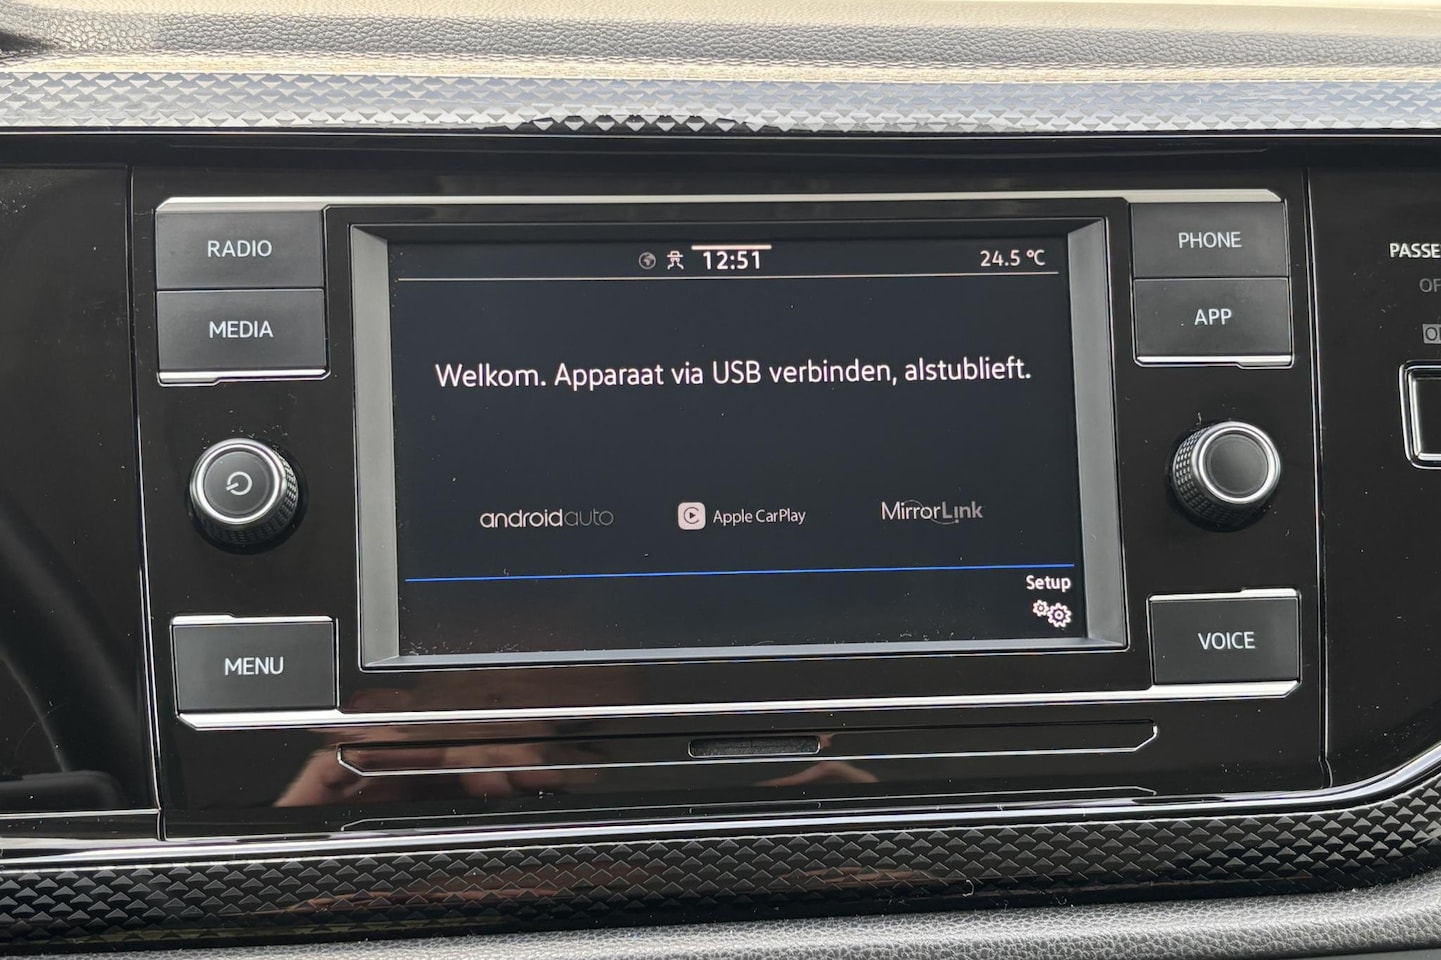 RADIO
MEDIA
MENU
12:51
24.5 °C
Welkom. Apparaat via USB verbinden, alstublieft.
androidauto
Apple CarPlay
MirrorLink
Setup
PHONE
APP
VOICE